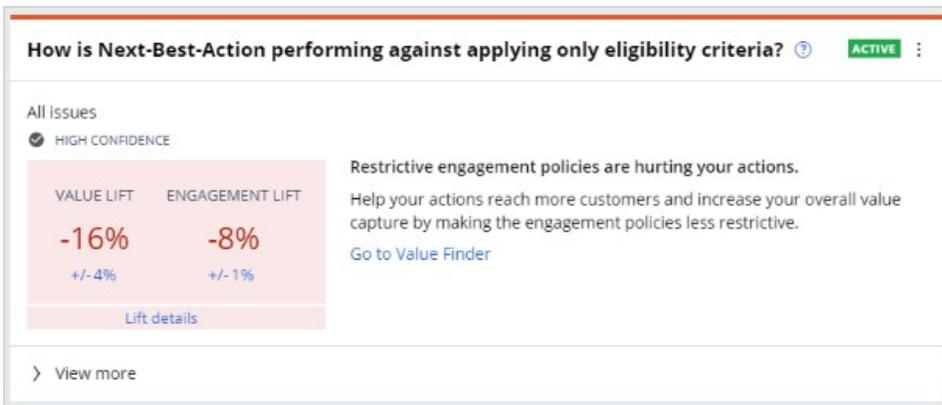 How is Next-Best-Action performing against applying only eligibility criteria? ? ACTIVE
All issues
HIGH CONFIDENCE
VALUE LIFT ENGAGEMENT LIFT
-16% -8%
+/-4% +/-1%
Lift details
Restrictive engagement policies are hurting your actions.
Help your actions reach more customers and increase your overall value
capture by making the engagement policies less restrictive.
Go to Value Finder
View more